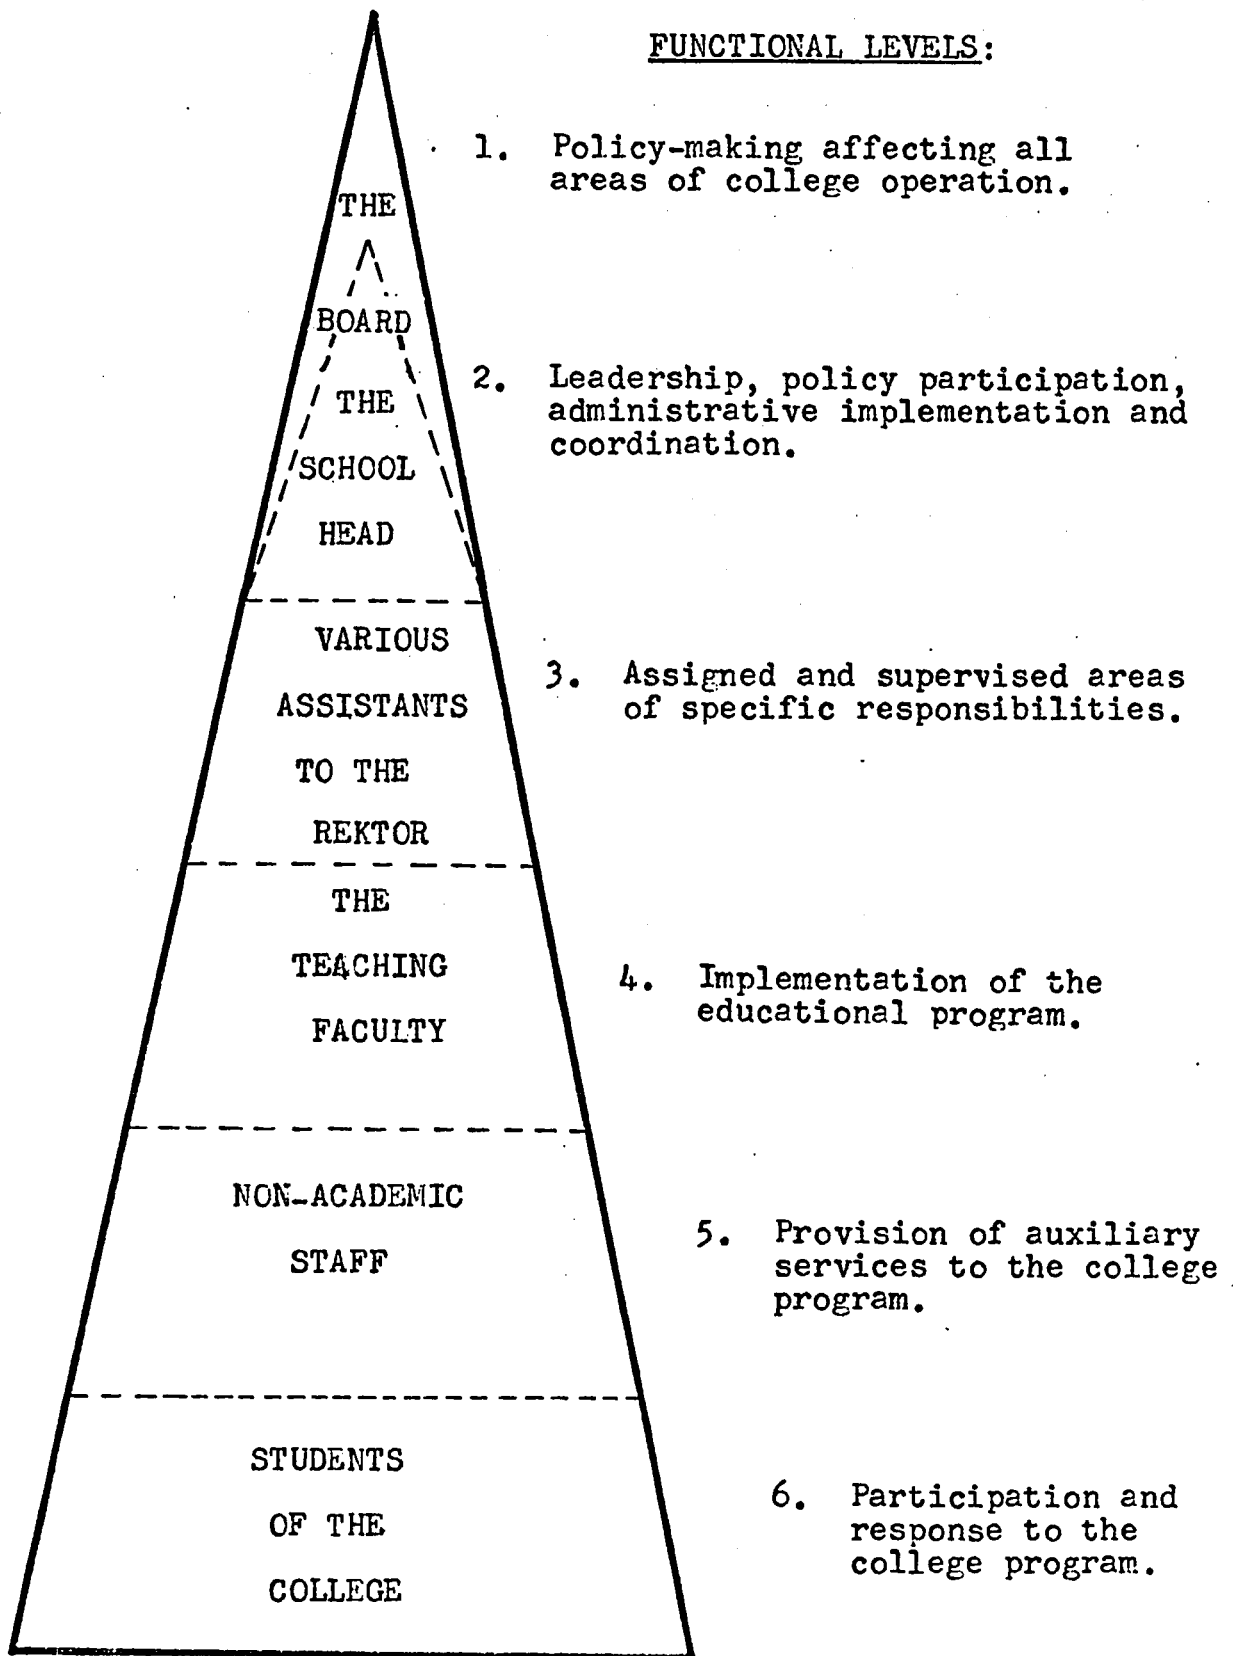 FUNCTIONAL LEVELS:
THE
BOARD
THE
SCHOOL
HEAD
VARIOUS
ASSISTANTS
TO THE
REKTOR
THE
TEACHING
FACULTY
NON-ACADEMIC
STAFF
STUDENTS
OF THE
COLLEGE
1. Policy-making affecting all
areas of college operation.
2. Leadership, policy participation,
administrative implementation and
coordination.
3. Assigned and supervised areas
of specific responsibilities.
4. Implementation of the
educational program.
5. Provision of auxiliary
services to the college
program.
6. Participation and
response to the
college program.